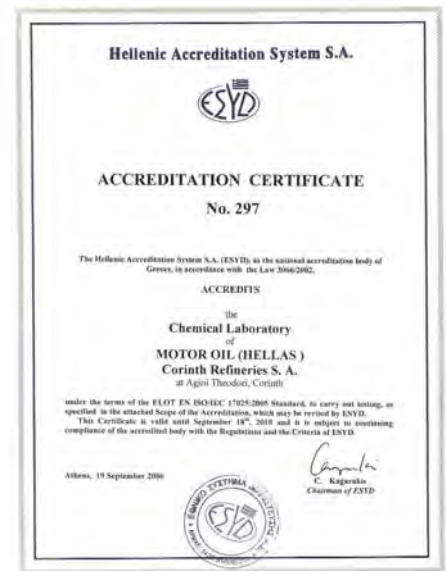 Hellenic Accreditation System S.A.
ESYD
ACCREDITATION CERTIFICATE
No. 297
The Hellenic Accreditation System S.A. (ESYD), as the national accreditation body of
Greece, in accordance with the Law 3066/2002,
ACCREDITS
the
Chemical Laboratory
of
MOTOR OIL (HELLAS )
Corinth Refineries S. A.
at Agioi Theodori, Corinth
under the terms of the ELOT EN ISO/IEC 17025:2005 Standard, to carry out testing, as
specified in the attached Scope of the Accreditation, which may be revised by ESYD.
This Certificate is valid until September 18th, 2010 and it is subject to continuing
compliance of the accredited body with the Regulations and the Criteria of ESYD.
Athens, 19 September 2006
C. Kagarakis
Chairman of ESYD
ΕΘΝΙΚΟ ΣΥΣΤΗΜΑ ΔΙΑΠΙΣΤΕΥΣΗΣ
ESYD